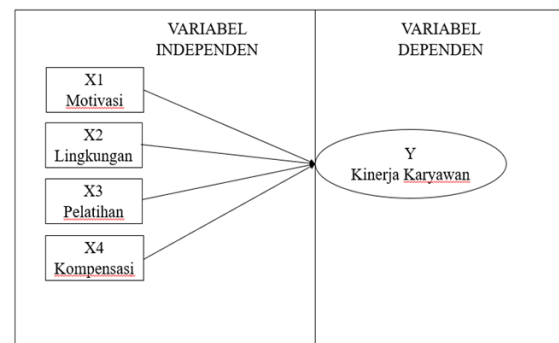 VARIABEL
INDEPENDEN
VARIABEL
DEPENDEN
X1
Motivasi
X2
Lingkungan
X3
Pelatihan
X4
Kompensasi
Y
Kinerja Karyawan